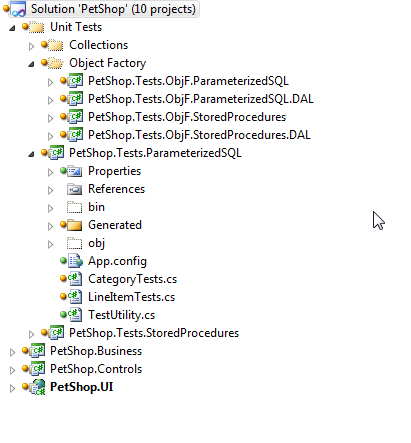 Solution 'PetShop' (10 projects)
Unit Tests
Collections
Object Factory
PetShop.Tests.ObjF.ParameterizedSQL
PetShop.Tests.ObjF.ParameterizedSQL.DAL
PetShop.Tests.ObjF.StoredProcedures
PetShop.Tests.ObjF.StoredProcedures.DAL
PetShop.Tests.ParameterizedSQL
Properties
References
bin
Generated
obj
App.config
CategoryTests.cs
LineItemTests.cs
TestUtility.cs
PetShop.Tests.StoredProcedures
PetShop.Business
PetShop.Controls
PetShop.UI